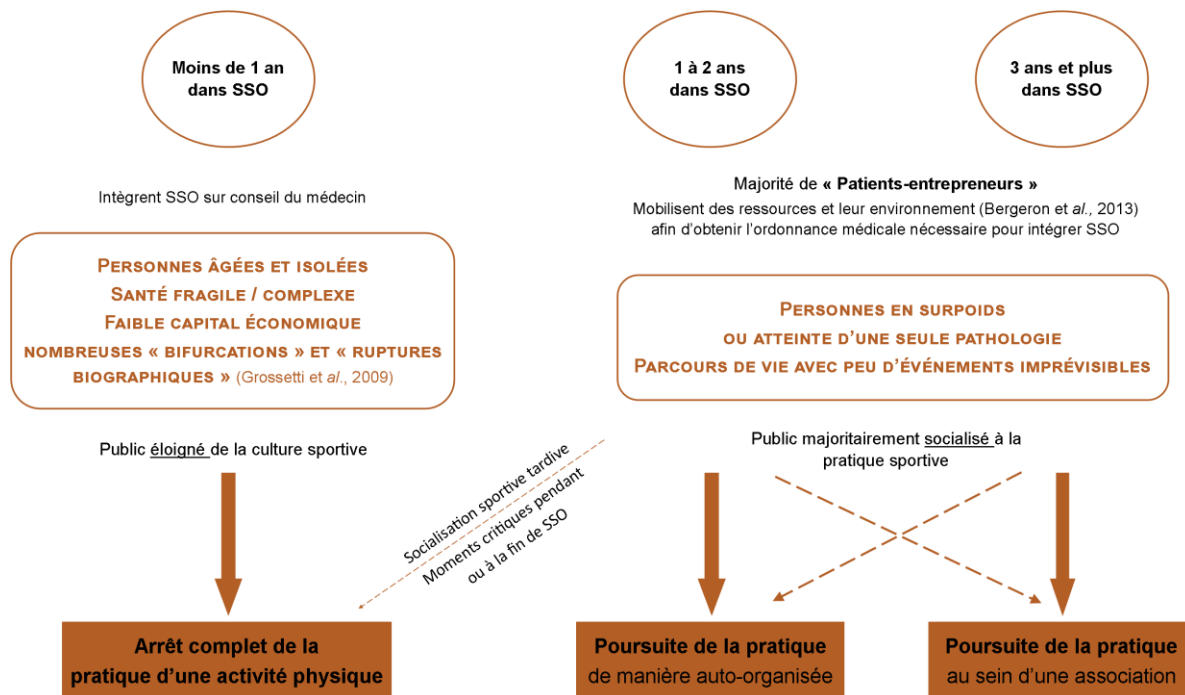 Moins de 1 an
dans SSO
1 à 2 ans
dans SSO
3 ans et plus
dans SSO
Intègrent SSO sur conseil du médecin
Majorité de « Patients-entrepreneurs »
Mobilisent des ressources et leur environnement (Bergeron et al., 2013)
afin d'obtenir l'ordonnance médicale nécessaire pour intégrer SSO
Personnes âgées et isolées
Santé fragile / complexe
Faible capital économique
nombreuses « bifurcations » et « ruptures
biographiques » (Grossetti et al., 2009)
Personnes en surpoids
ou atteinte d'une seule pathologie
Parcours de vie avec peu d'événements imprévisibles
Public éloigné de la culture sportive
Public majoritairement socialisé à la
pratique sportive
Socialisation sportive tardive
Moments critiques pendant
ou à la fin de SSO
Arrêt complet de la
pratique d'une activité physique
Poursuite de la pratique
de manière auto-organisée
Poursuite de la pratique
au sein d'une association